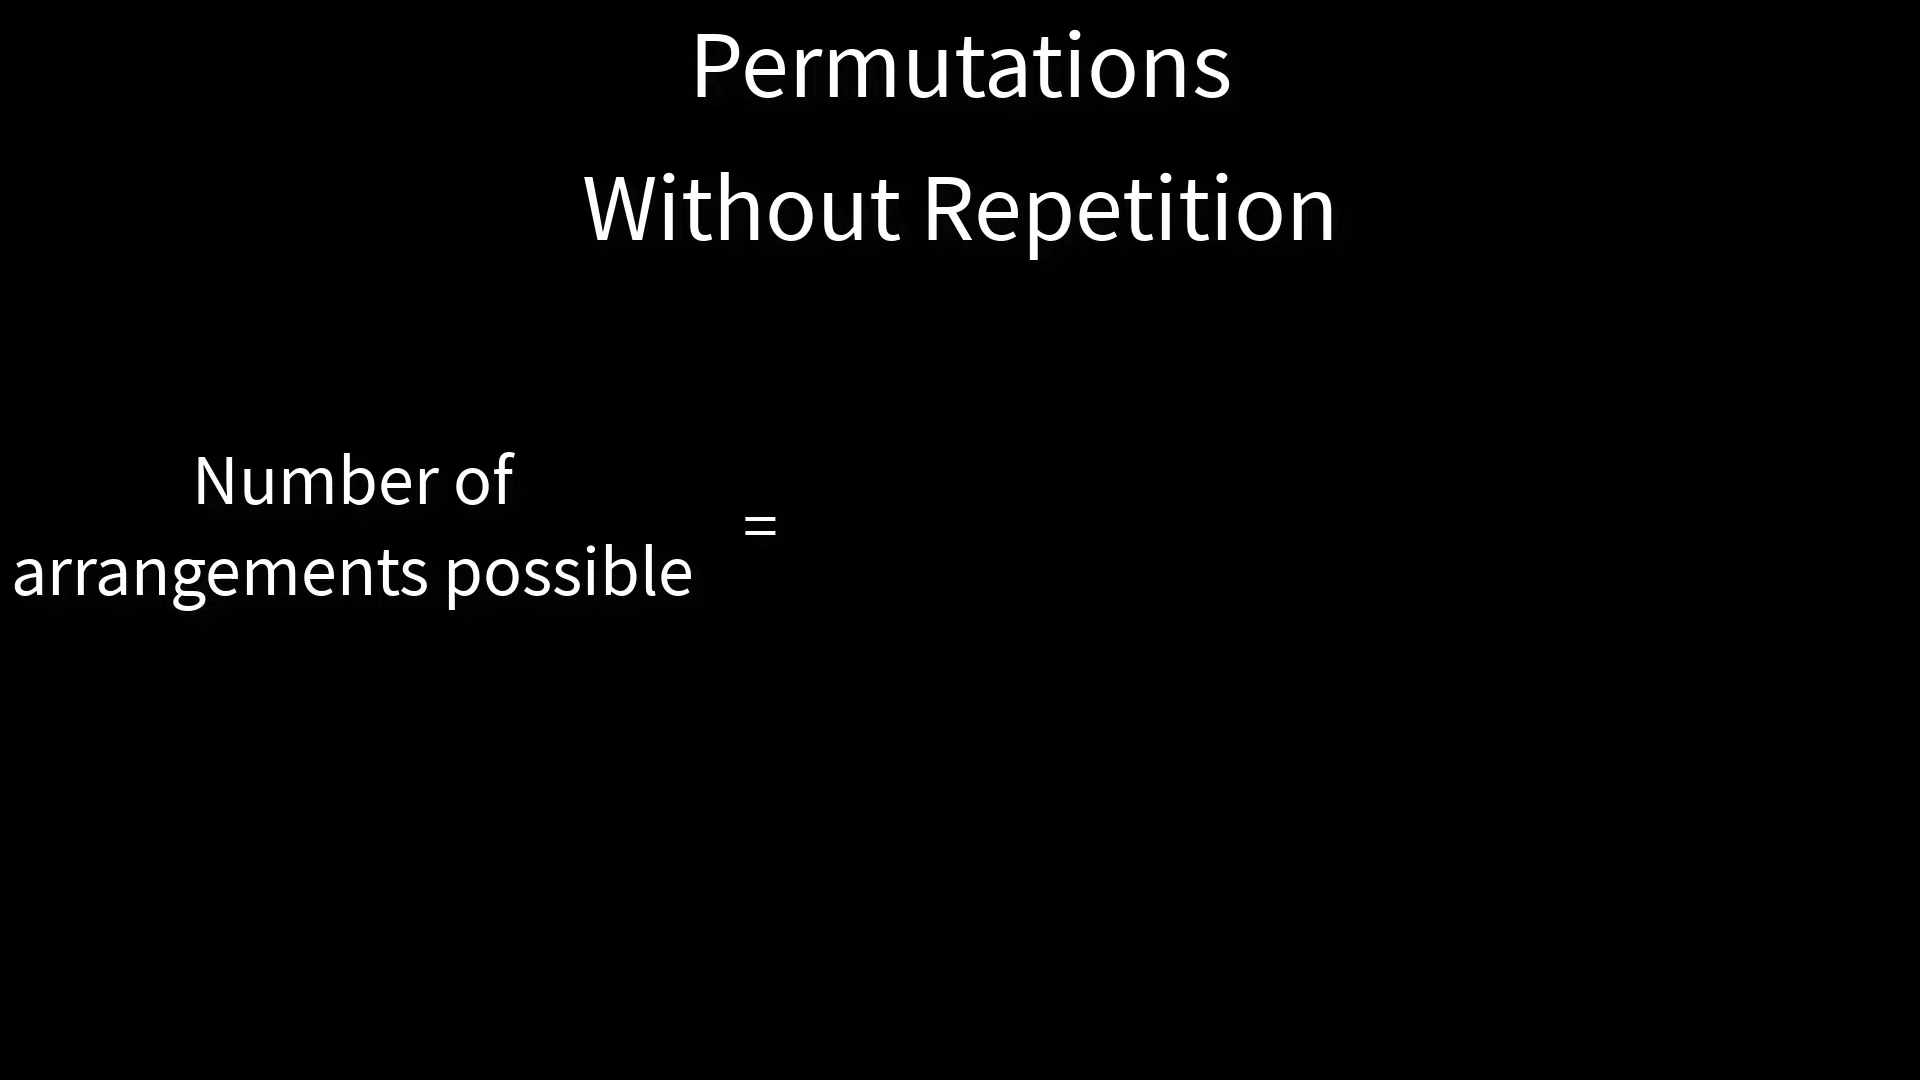 Permutations
Without Repetition
Number of
arrangements possible
=